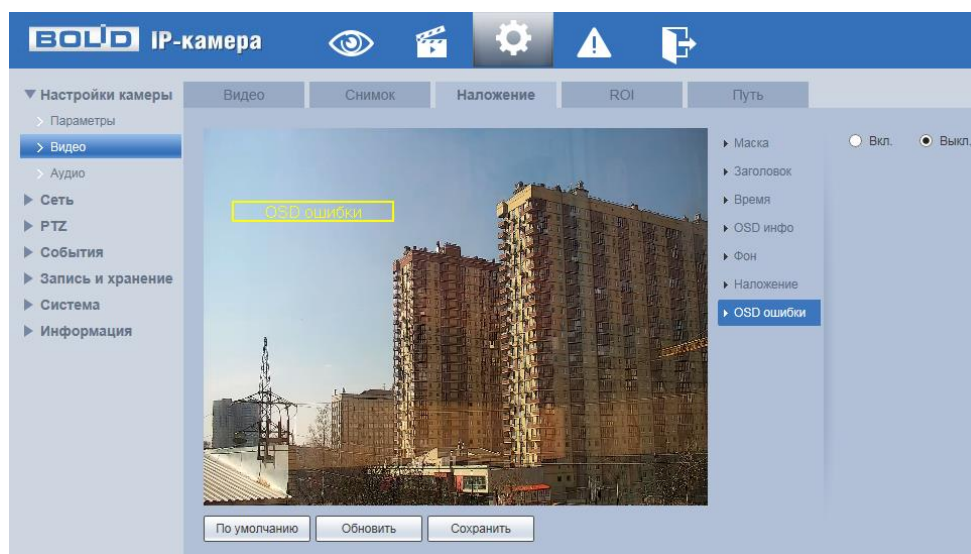 BOLID IP-камера
Настройки камеры
Параметры
Видео
Аудио
Сеть
PTZ
События
Запись и хранение
Система
Информация
Видео
Снимок
Наложение
ROI
Путь
OSD ошибки
Маска
Заголовок
Время
OSD инфо
Фон
Наложение
OSD ошибки
Вкл.
Выкл.
По умолчанию
Обновить
Сохранить